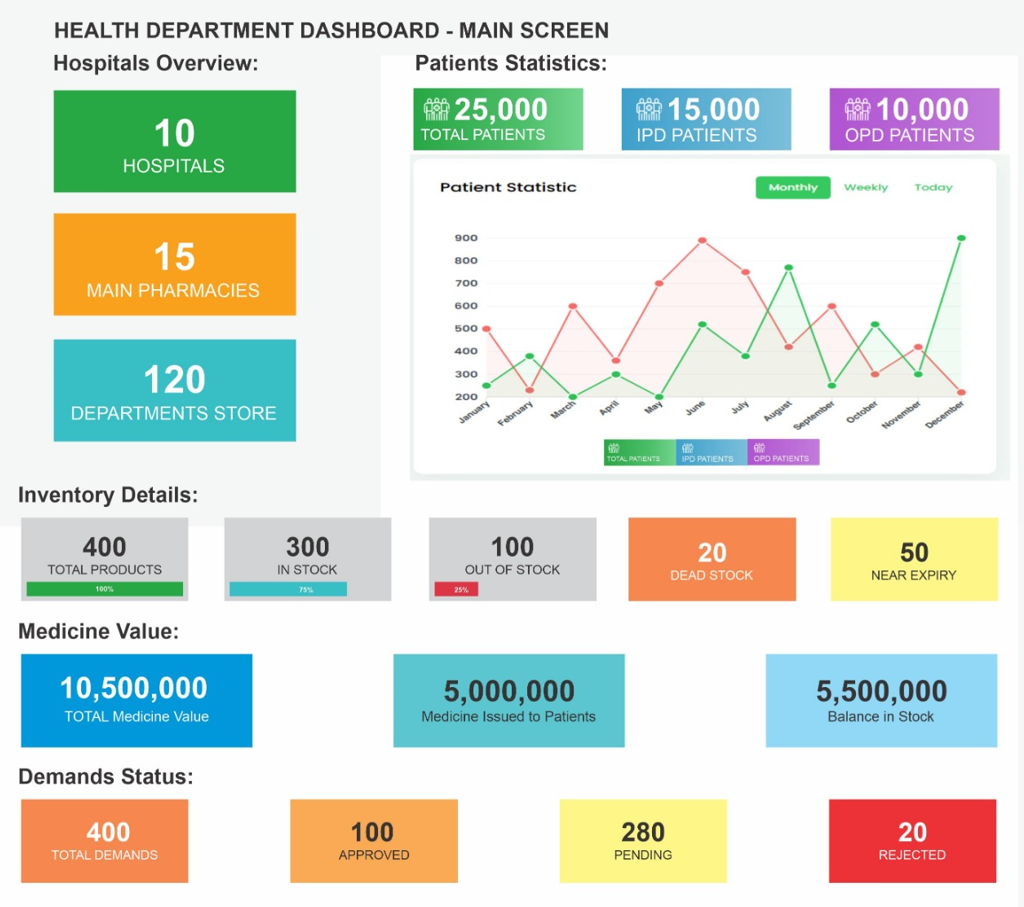 HEALTH DEPARTMENT DASHBOARD - MAIN SCREEN
Hospitals Overview:
10
HOSPITALS
15
MAIN PHARMACIES
120
DEPARTMENTS STORE
Patients Statistics:
25,000
TOTAL PATIENTS
15,000
IPD PATIENTS
10,000
OPD PATIENTS
Patient Statistic
Monthly Weekly Today
900
800
700
600
500
400
300
200
January February March April May June July August September October November December
TOTAL PATIENTS IPD PATIENTS OPD PATIENTS
Inventory Details:
400
TOTAL PRODUCTS
100%
300
IN STOCK
75%
100
OUT OF STOCK
25%
20
DEAD STOCK
50
NEAR EXPIRY
Medicine Value:
10,500,000
TOTAL Medicine Value
5,000,000
Medicine Issued to Patients
5,500,000
Balance in Stock
Demands Status:
400
TOTAL DEMANDS
100
APPROVED
280
PENDING
20
REJECTED